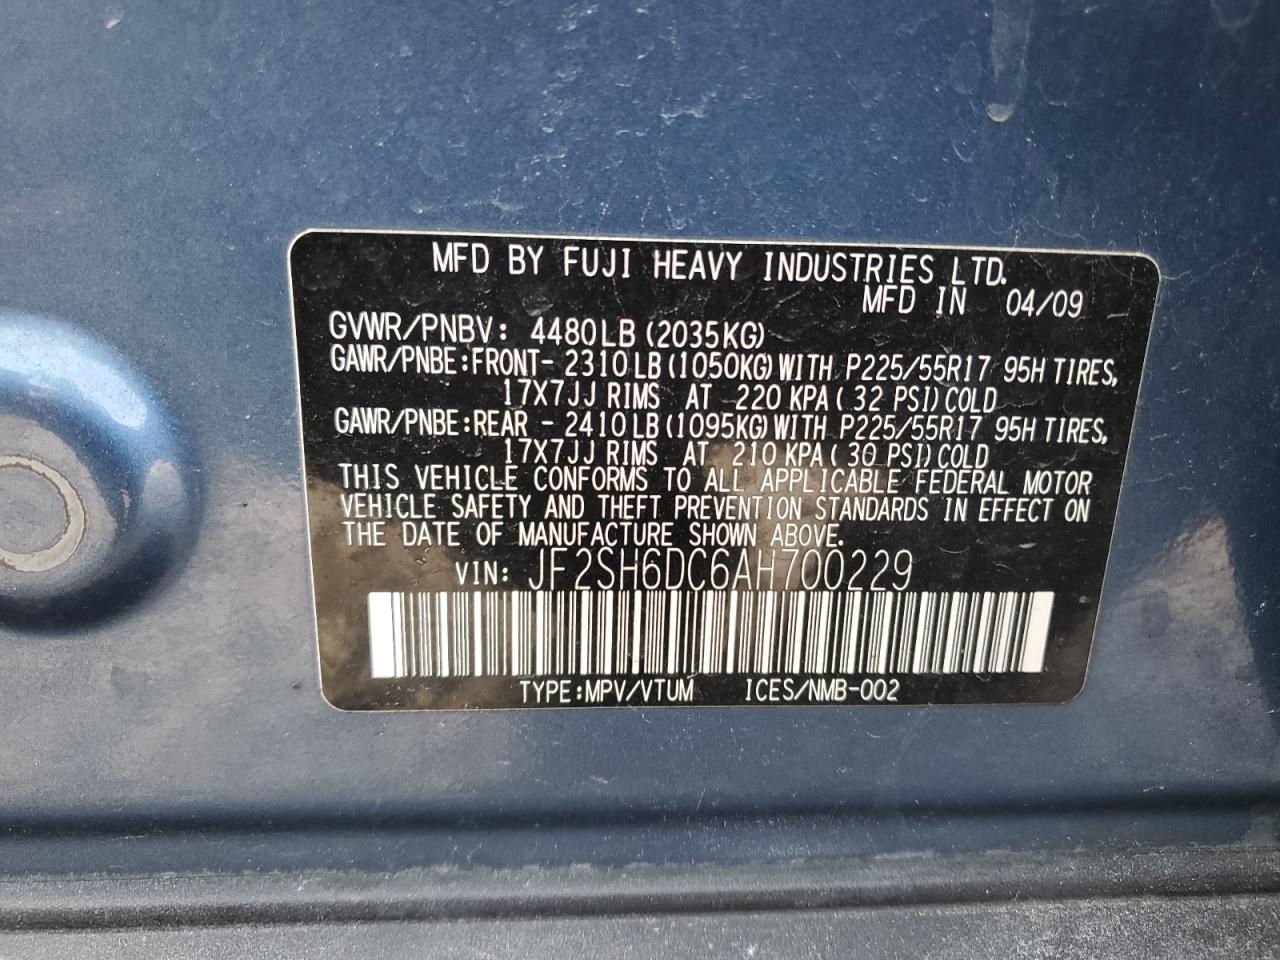 MFD BY FUJI HEAVY INDUSTRIES LTD.
MFD IN 04/09
GVWR/PNBV: 4480LB (2035KG)
GAWR/PNBE:FRONT- 2310LB (1050KG) WITH P225/55R17 95H TIRES,
17X7JJ RIMS AT 220 KPA ( 32 PSI) COLD
GAWR/PNBE:REAR - 2410LB (1095KG) WITH P225/55R17 95H TIRES,
17X7JJ RIMS AT 210 KPA ( 30 PSI) COLD
THIS VEHICLE CONFORMS TO ALL APPLICABLE FEDERAL MOTOR
VEHICLE SAFETY AND THEFT PREVENTION STANDARDS IN EFFECT ON
THE DATE OF MANUFACTURE SHOWN ABOVE.
VIN: JF2SH6DC6AH700229
TYPE:MPV/VTUM ICES/NMB-002